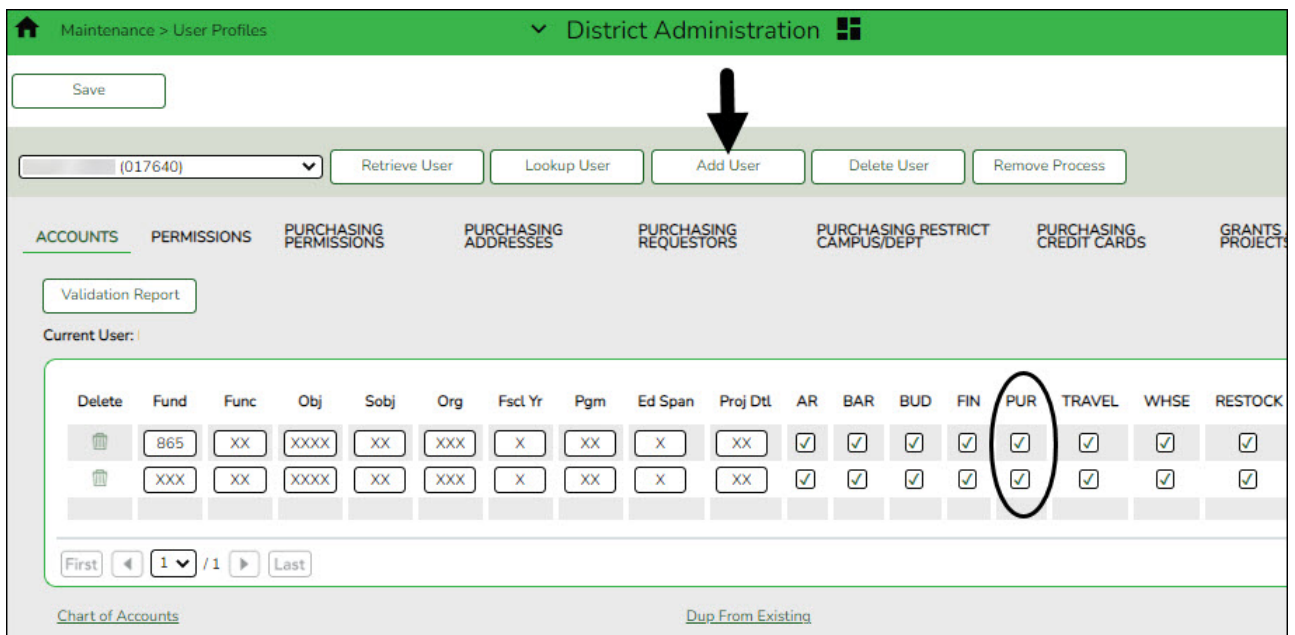 Maintenance > User Profiles
District Administration
Save
(017640) Retrieve User Lookup User Add User Delete User Remove Process
ACCOUNTS PERMISSIONS PURCHASING PERMISSIONS PURCHASING ADDRESSES PURCHASING REQUESTORS PURCHASING RESTRICT CAMPUS/DEPT PURCHASING CREDIT CARDS GRANTS
Validation Report
Current User:
Delete Fund Func Obj Sobj Org Fscl Yr Pgm Ed Span Proj Dtl AR BAR BUD FIN PUR TRAVEL WHSE RESTOCK
865 XX XXXX XX XXX X XX X XX
XXX XX XXXX XX XXX X XX X XX
First 1 / 1 Last
Chart of Accounts Dup From Existing